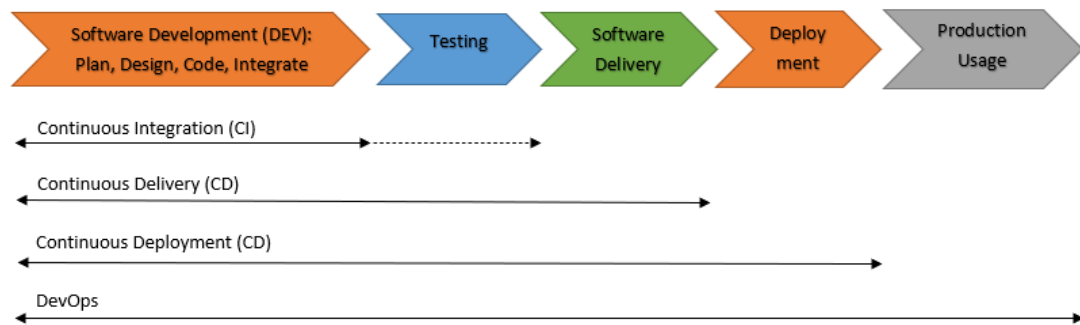 Software Development (DEV):
Plan, Design, Code, Integrate
Testing
Software
Delivery
Deploy
ment
Production
Usage
Continuous Integration (CI)
Continuous Delivery (CD)
Continuous Deployment (CD)
DevOps